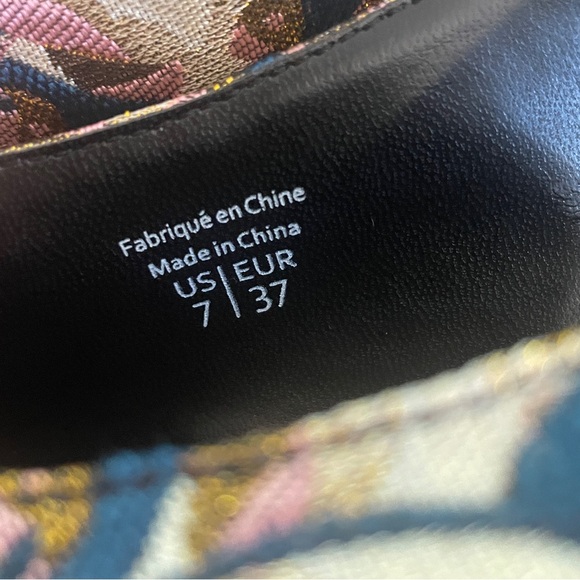 Fabriqué en Chine
Made in China
US | EUR
7 | 37